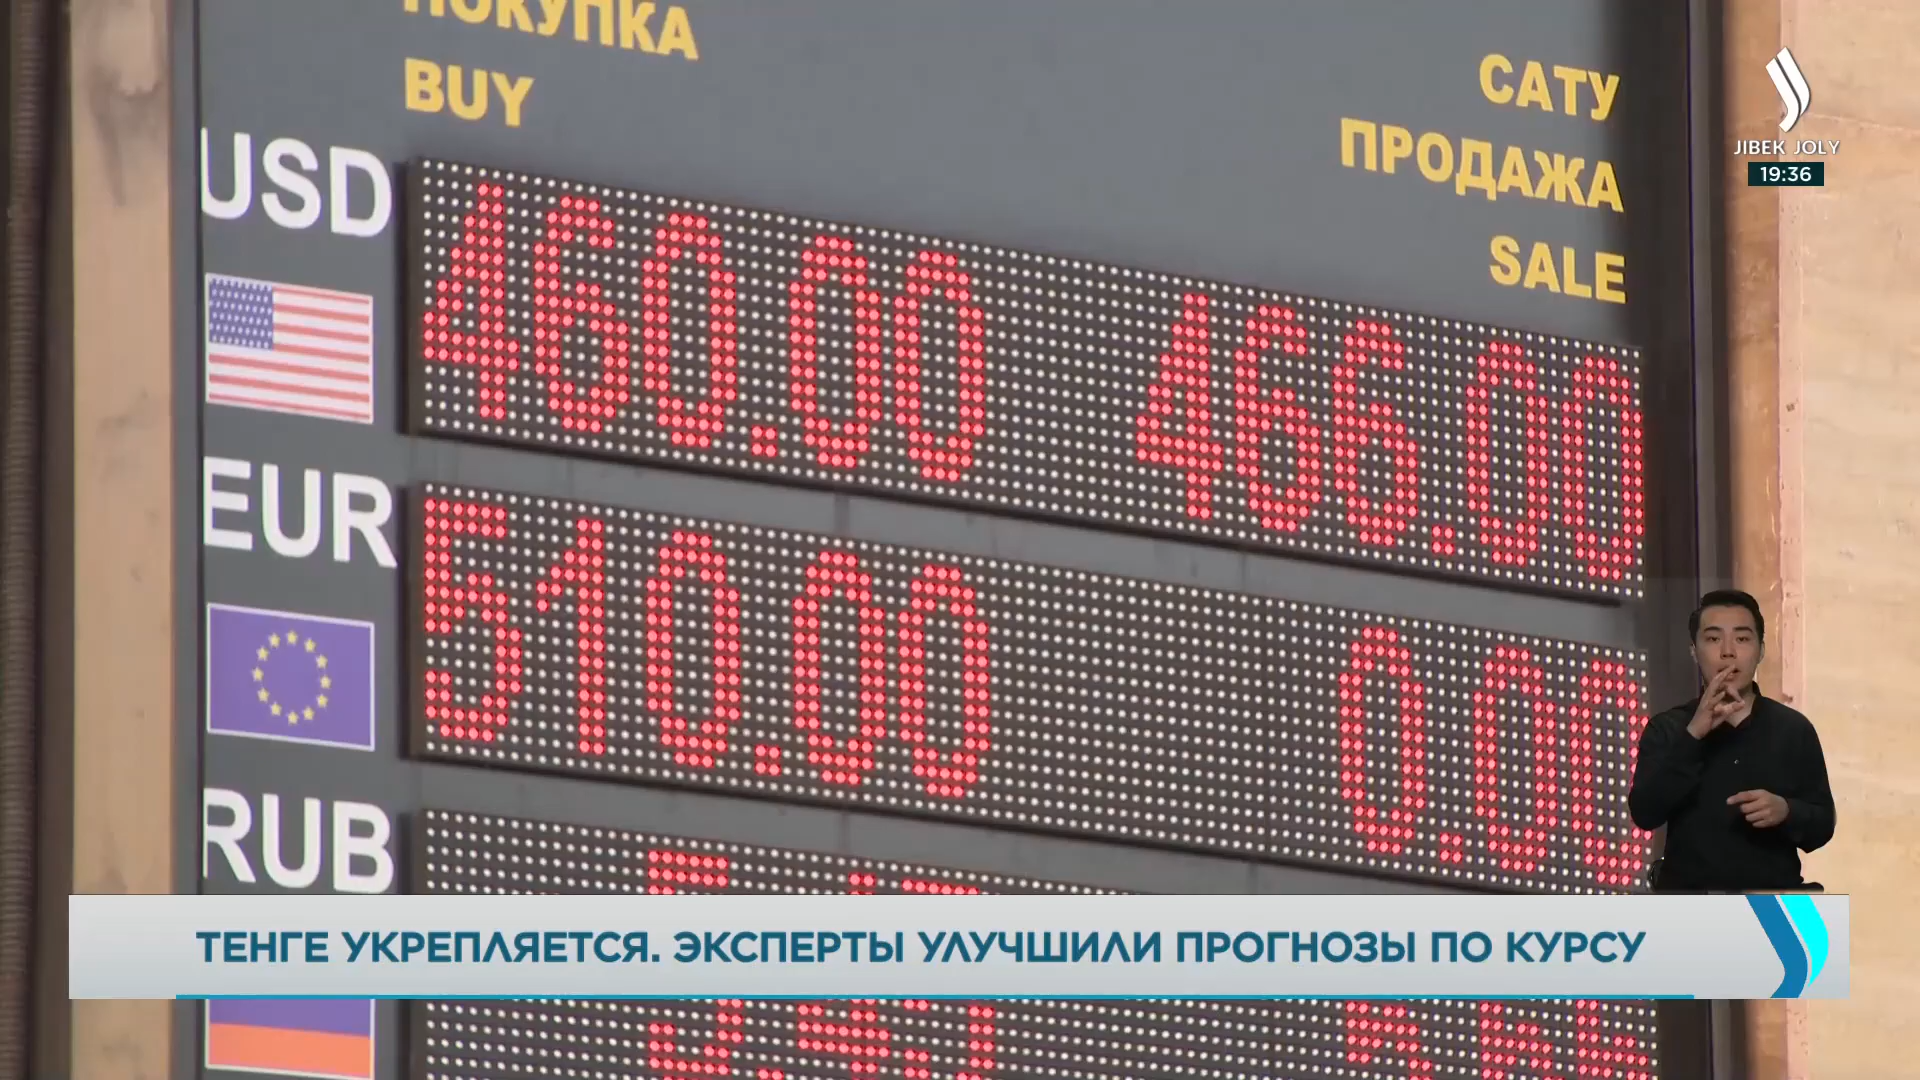 ПОКУПКА
BUY
САТУ
ПРОДАЖА
SALE
JIBEK JOLY
19:36
USD
460.00 466.00
EUR
510.00 0.00
RUB
ТЕНГЕ УКРЕПЛЯЕТСЯ. ЭКСПЕРТЫ УЛУЧШИЛИ ПРОГНОЗЫ ПО КУРСУ